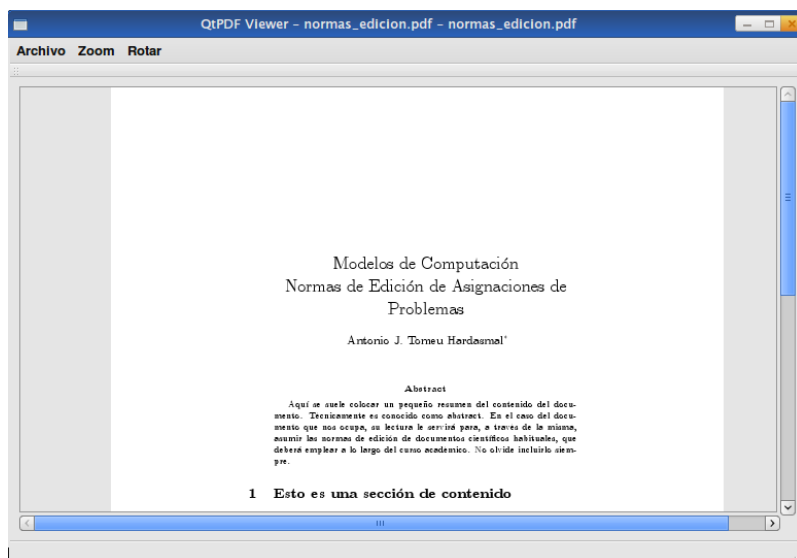 QtPDF Viewer - normas_edicion.pdf - normas_edicion.pdf
Archivo Zoom Rotar
Modelos de Computación
Normas de Edición de Asignaciones de
Problemas
Antonio J. Tomeu Hardasmal*
Abstract
Aquí se suele colocar un pequeño resumen del contenido del docu-
mento. Tecnicamente es conocido como abstract. En el caso del docu-
mento que nos ocupa, su lectura le servirá para, a través de la misma,
asumir las normas de edición de documentos científicos habituales, que
deberá emplear a lo largo del curso academico. No olvide incluirlo siem-
pre.
1 Esto es una sección de contenido